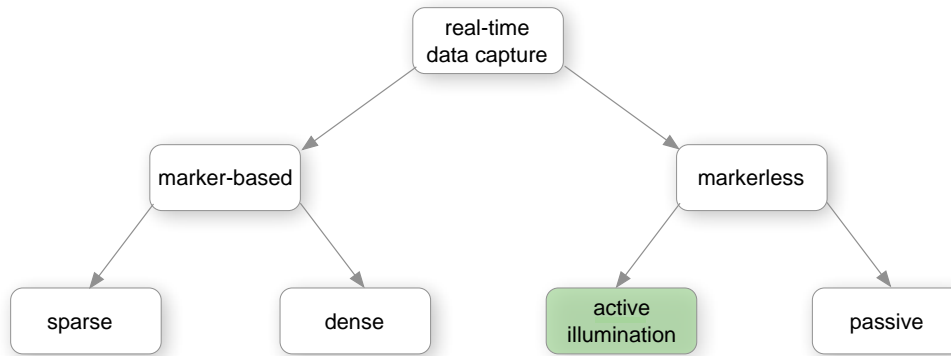 real-time
data capture
marker-based
markerless
sparse
dense
active
illumination
passive